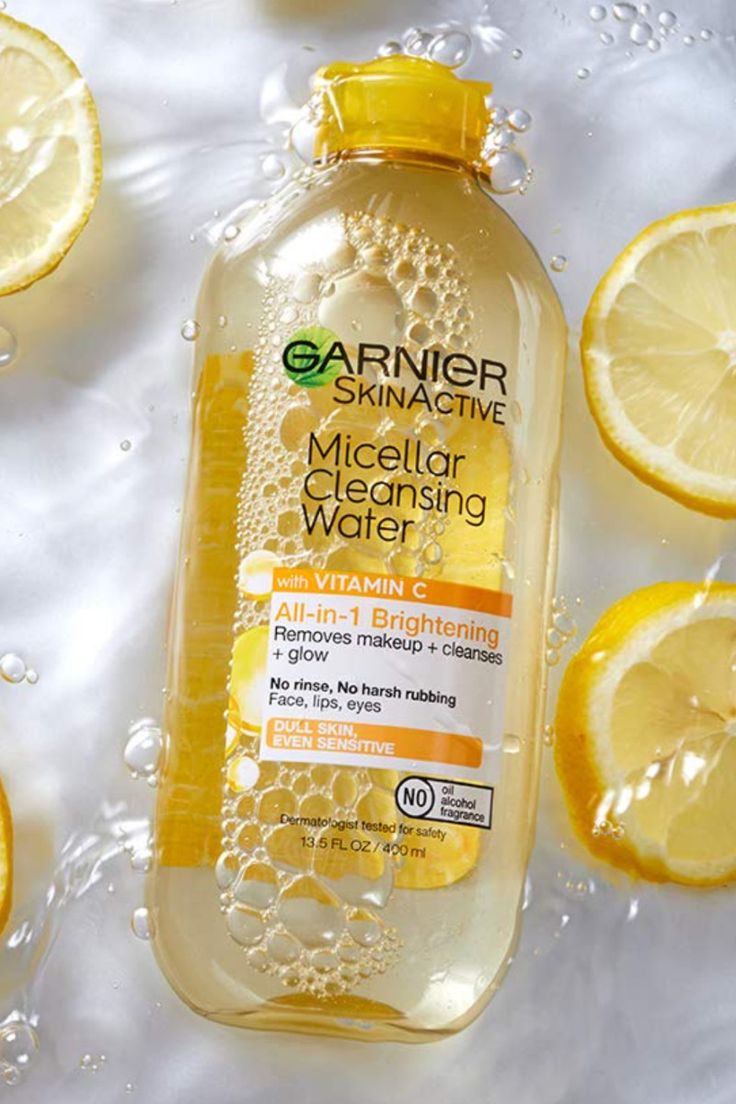 GARNIER
SKINACTIVE
Micellar
Cleansing
Water
with VITAMIN C
All-in-1 Brightening
Removes makeup + cleanses
+ glow
No rinse, No harsh rubbing
Face, lips, eyes
DULL SKIN,
EVEN SENSITIVE
NO
oil
alcohol
fragrance
Dermatologist tested for safety
13.5 FL OZ / 400 ml